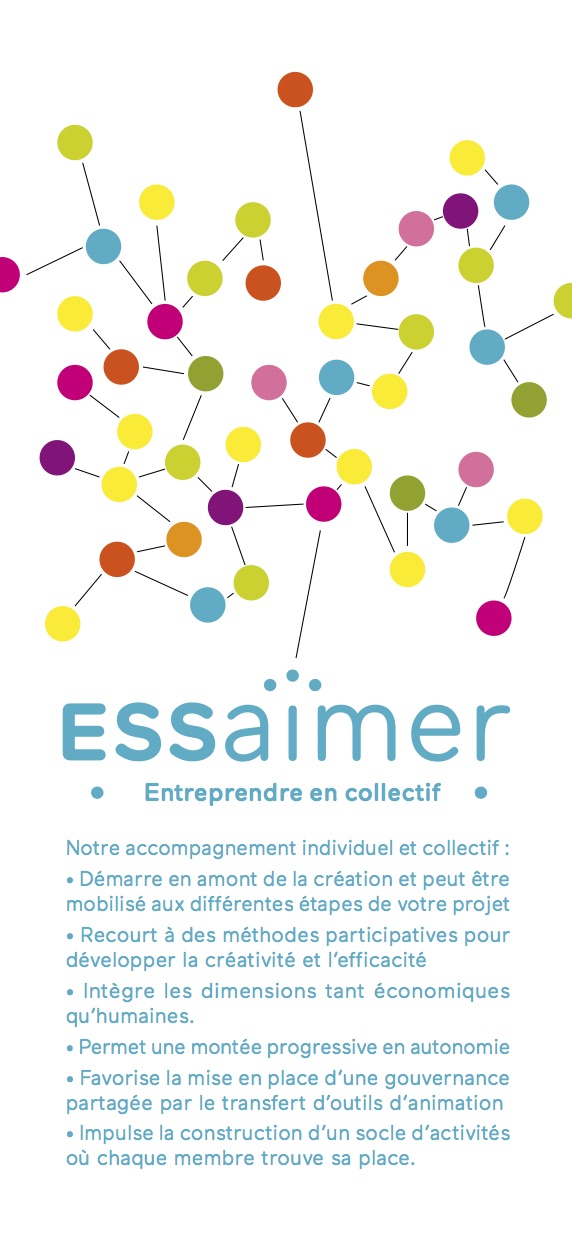 ESSaïmer
• Entreprendre en collectif •
Notre accompagnement individuel et collectif :
• Démarre en amont de la création et peut être
mobilisé aux différentes étapes de votre projet
• Recourt à des méthodes participatives pour
développer la créativité et l’efficacité
• Intègre les dimensions tant économiques
qu’humaines.
• Permet une montée progressive en autonomie
• Favorise la mise en place d’une gouvernance
partagée par le transfert d’outils d’animation
• Impulse la construction d’un socle d’activités
où chaque membre trouve sa place.